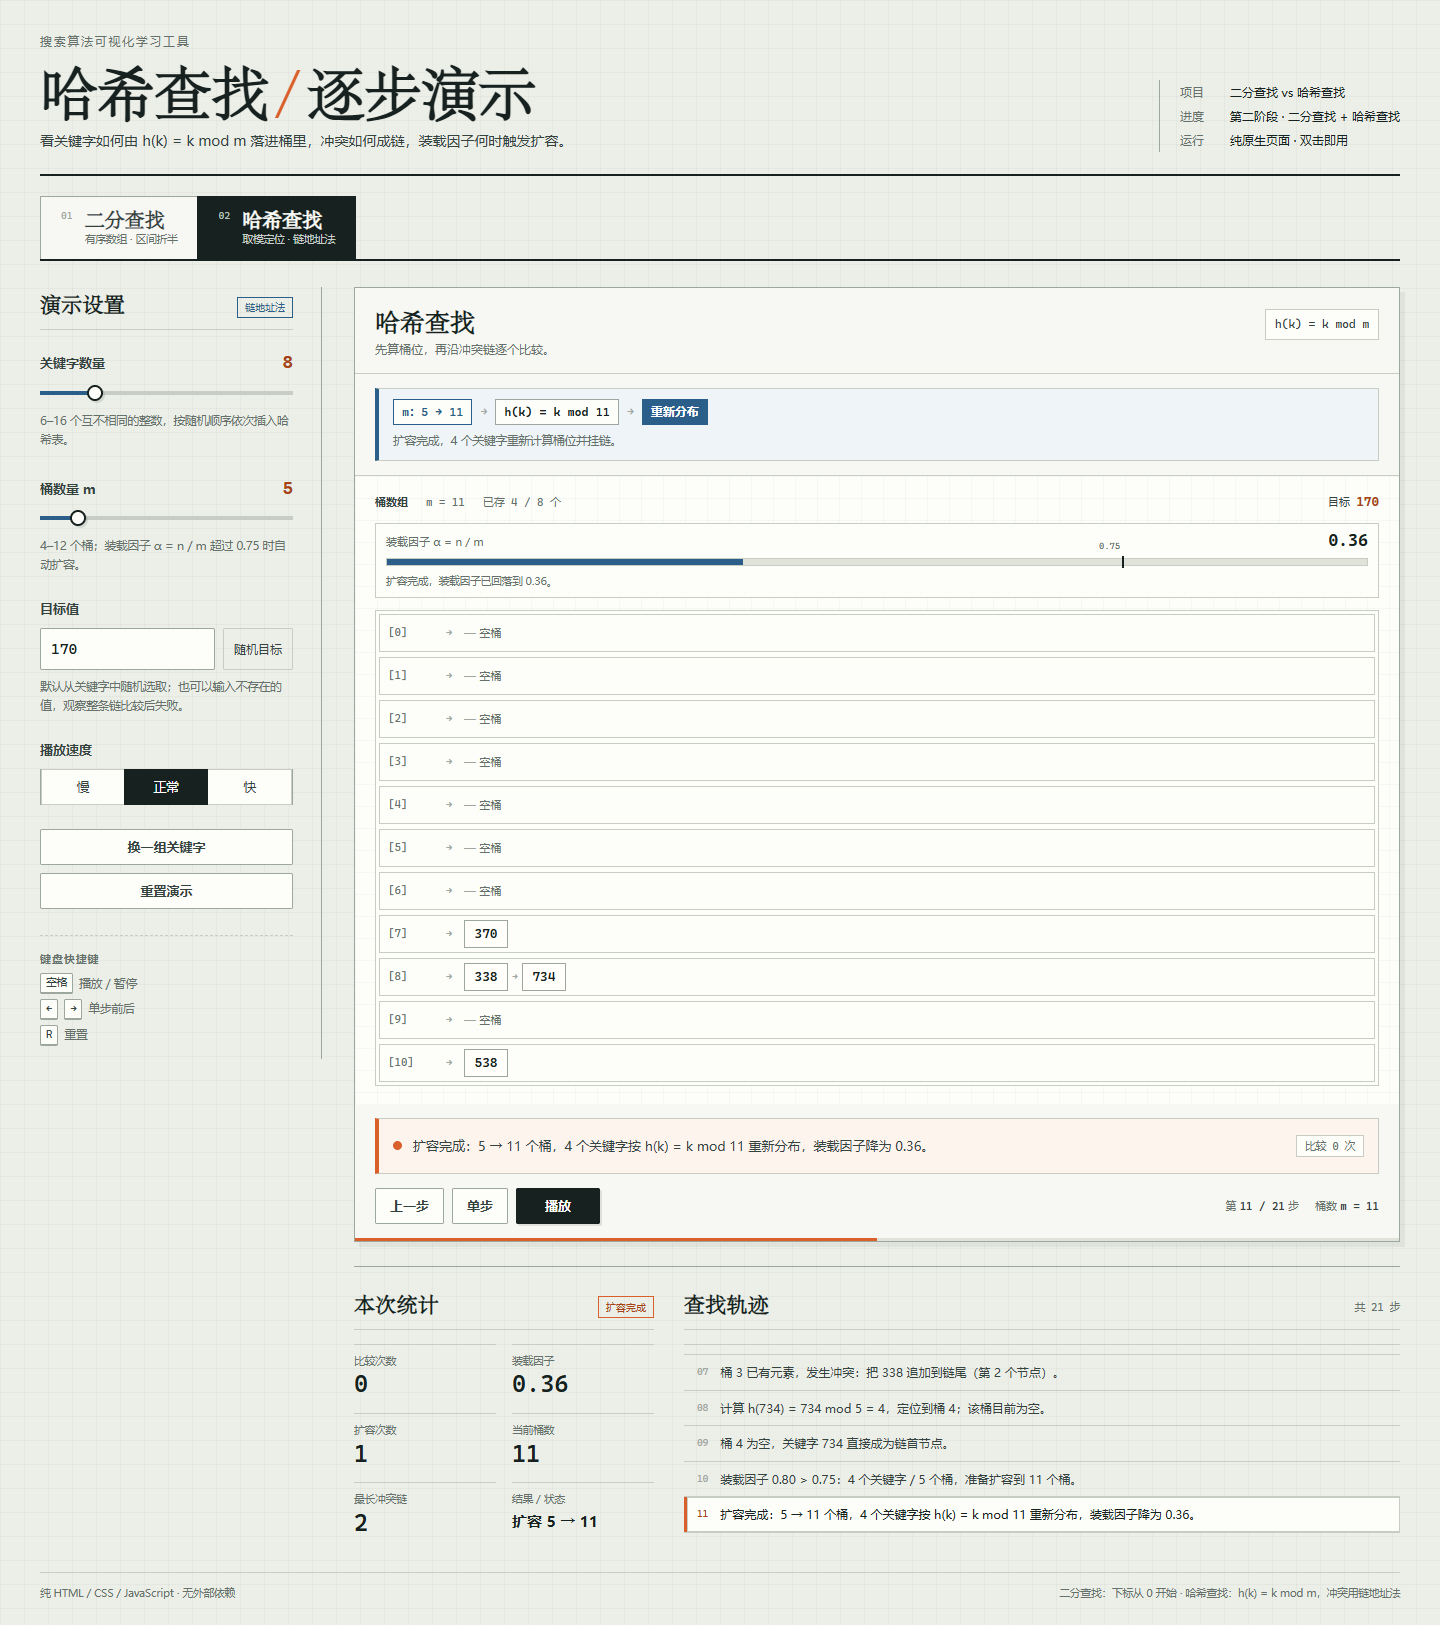 搜索算法可视化学习工具
哈希查找/逐步演示
看关键字如何由 h(k) = k mod m 落进桶里，冲突如何成链，装载因子何时触发扩容。
项目 二分查找 vs 哈希查找
进度 第二阶段 · 二分查找 + 哈希查找
运行 纯原生页面 · 双击即用
01 二分查找
有序数组 · 区间折半
02 哈希查找
取模定位 · 链地址法
演示设置 链地址法
关键字数量 8
6–16 个互不相同的整数，按随机顺序依次插入哈
希表。
桶数量 m 5
4–12 个桶；装载因子 α = n / m 超过 0.75 时自
动扩容。
目标值
170 随机目标
默认从关键字中随机选取；也可以输入不存在的
值，观察整条链比较后失败。
播放速度
慢 正常 快
换一组关键字
重置演示
键盘快捷键
空格 播放 / 暂停
← → 单步前后
R 重置
哈希查找
先算桶位，再沿冲突链逐个比较。
h(k) = k mod m
m: 5 → 11 → h(k) = k mod 11 → 重新分布
扩容完成，4 个关键字重新计算桶位并挂链。
桶数组 m = 11 已存 4 / 8 个 目标 170
装载因子 α = n / m 0.75 0.36
扩容完成，装载因子已回落到 0.36。
[0] → — 空桶
[1] → — 空桶
[2] → — 空桶
[3] → — 空桶
[4] → — 空桶
[5] → — 空桶
[6] → — 空桶
[7] → 370
[8] → 338 → 734
[9] → — 空桶
[10] → 538
扩容完成：5 → 11 个桶，4 个关键字按 h(k) = k mod 11 重新分布，装载因子降为 0.36。 比较 0 次
上一步 单步 播放 第 11 / 21 步 桶数 m = 11
本次统计 扩容完成
比较次数 装载因子
0 0.36
扩容次数 当前桶数
1 11
最长冲突链 结果 / 状态
2 扩容 5 → 11
查找轨迹 共 21 步
07 桶 3 已有元素，发生冲突：把 338 追加到链尾（第 2 个节点）。
08 计算 h(734) = 734 mod 5 = 4，定位到桶 4；该桶目前为空。
09 桶 4 为空，关键字 734 直接成为链首节点。
10 装载因子 0.80 > 0.75：4 个关键字 / 5 个桶，准备扩容到 11 个桶。
11 扩容完成：5 → 11 个桶，4 个关键字按 h(k) = k mod 11 重新分布，装载因子降为 0.36。
纯 HTML / CSS / JavaScript · 无外部依赖
二分查找：下标从 0 开始 · 哈希查找：h(k) = k mod m，冲突用链地址法